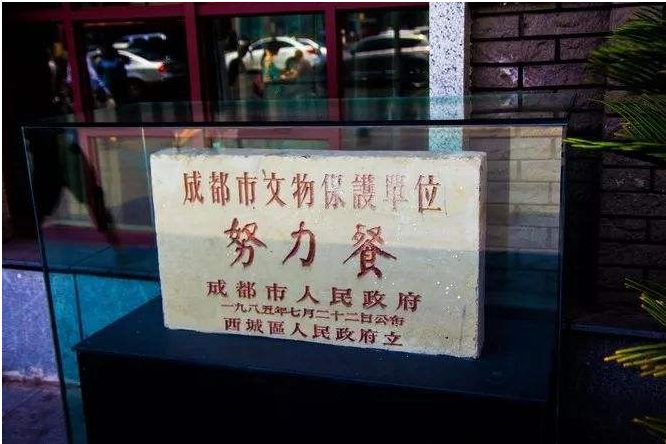 成都市文物保護單位
努力餐
成都市人民政府
一九八五年七月二十二日公布
西城區人民政府立